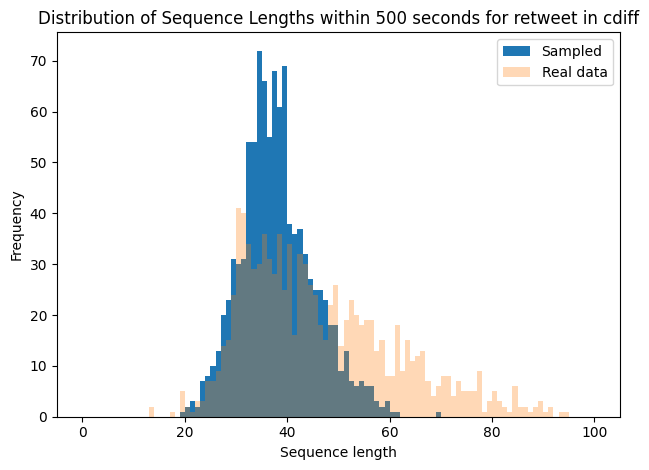 Distribution of Sequence Lengths within 500 seconds for retweet in cdiff
Sampled
Real data
Frequency
70
60
50
40
30
20
10
0
0 20 40 60 80 100
Sequence length